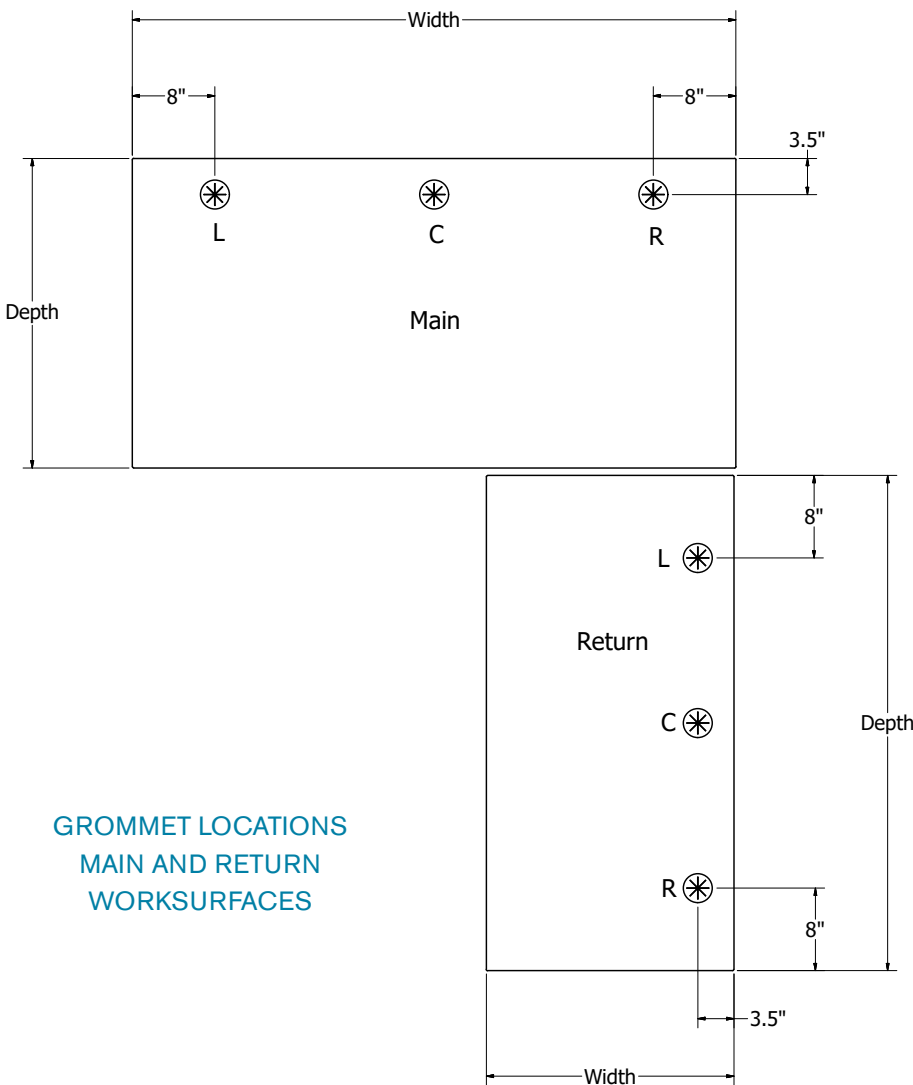 Width
8"
8"
3.5"
L
C
R
Depth
Main
8"
L
Return
C
Depth
GROMMET LOCATIONS
MAIN AND RETURN
WORKSURFACES
R
8"
3.5"
Width